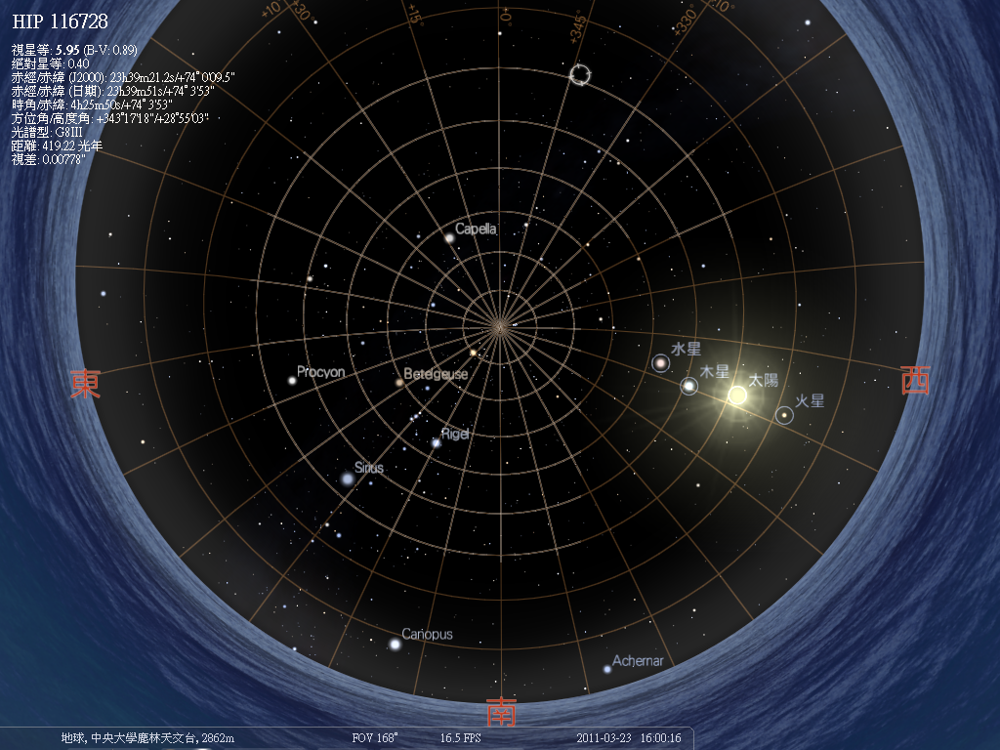 HIP 116728
視星等: 5.95 (B-V: 0.89)
絕對星等: 0.40
赤經/赤緯 (J2000): 23h39m21.2s/+74°0'09.5"
赤經/赤緯 (日期): 23h39m51s/+74°3'53"
時角/赤緯: 4h25m50s/+74°3'53"
方位角/高度角: +343°17'18"/+28°55'03"
光譜型: G8III
距離: 419.22 光年
視差: 0.00778"
+10°
+30°
+15°
+0°
+345°
+330°
+10°
Capella
水星
木星
太陽
火星
Procyon
Betelgeuse
東
西
Rigel
Sirius
Canopus
Achernar
南
地球, 中央大學鹿林天文台, 2862m
FOV 168°
16.5 FPS
2011-03-23 16:00:16